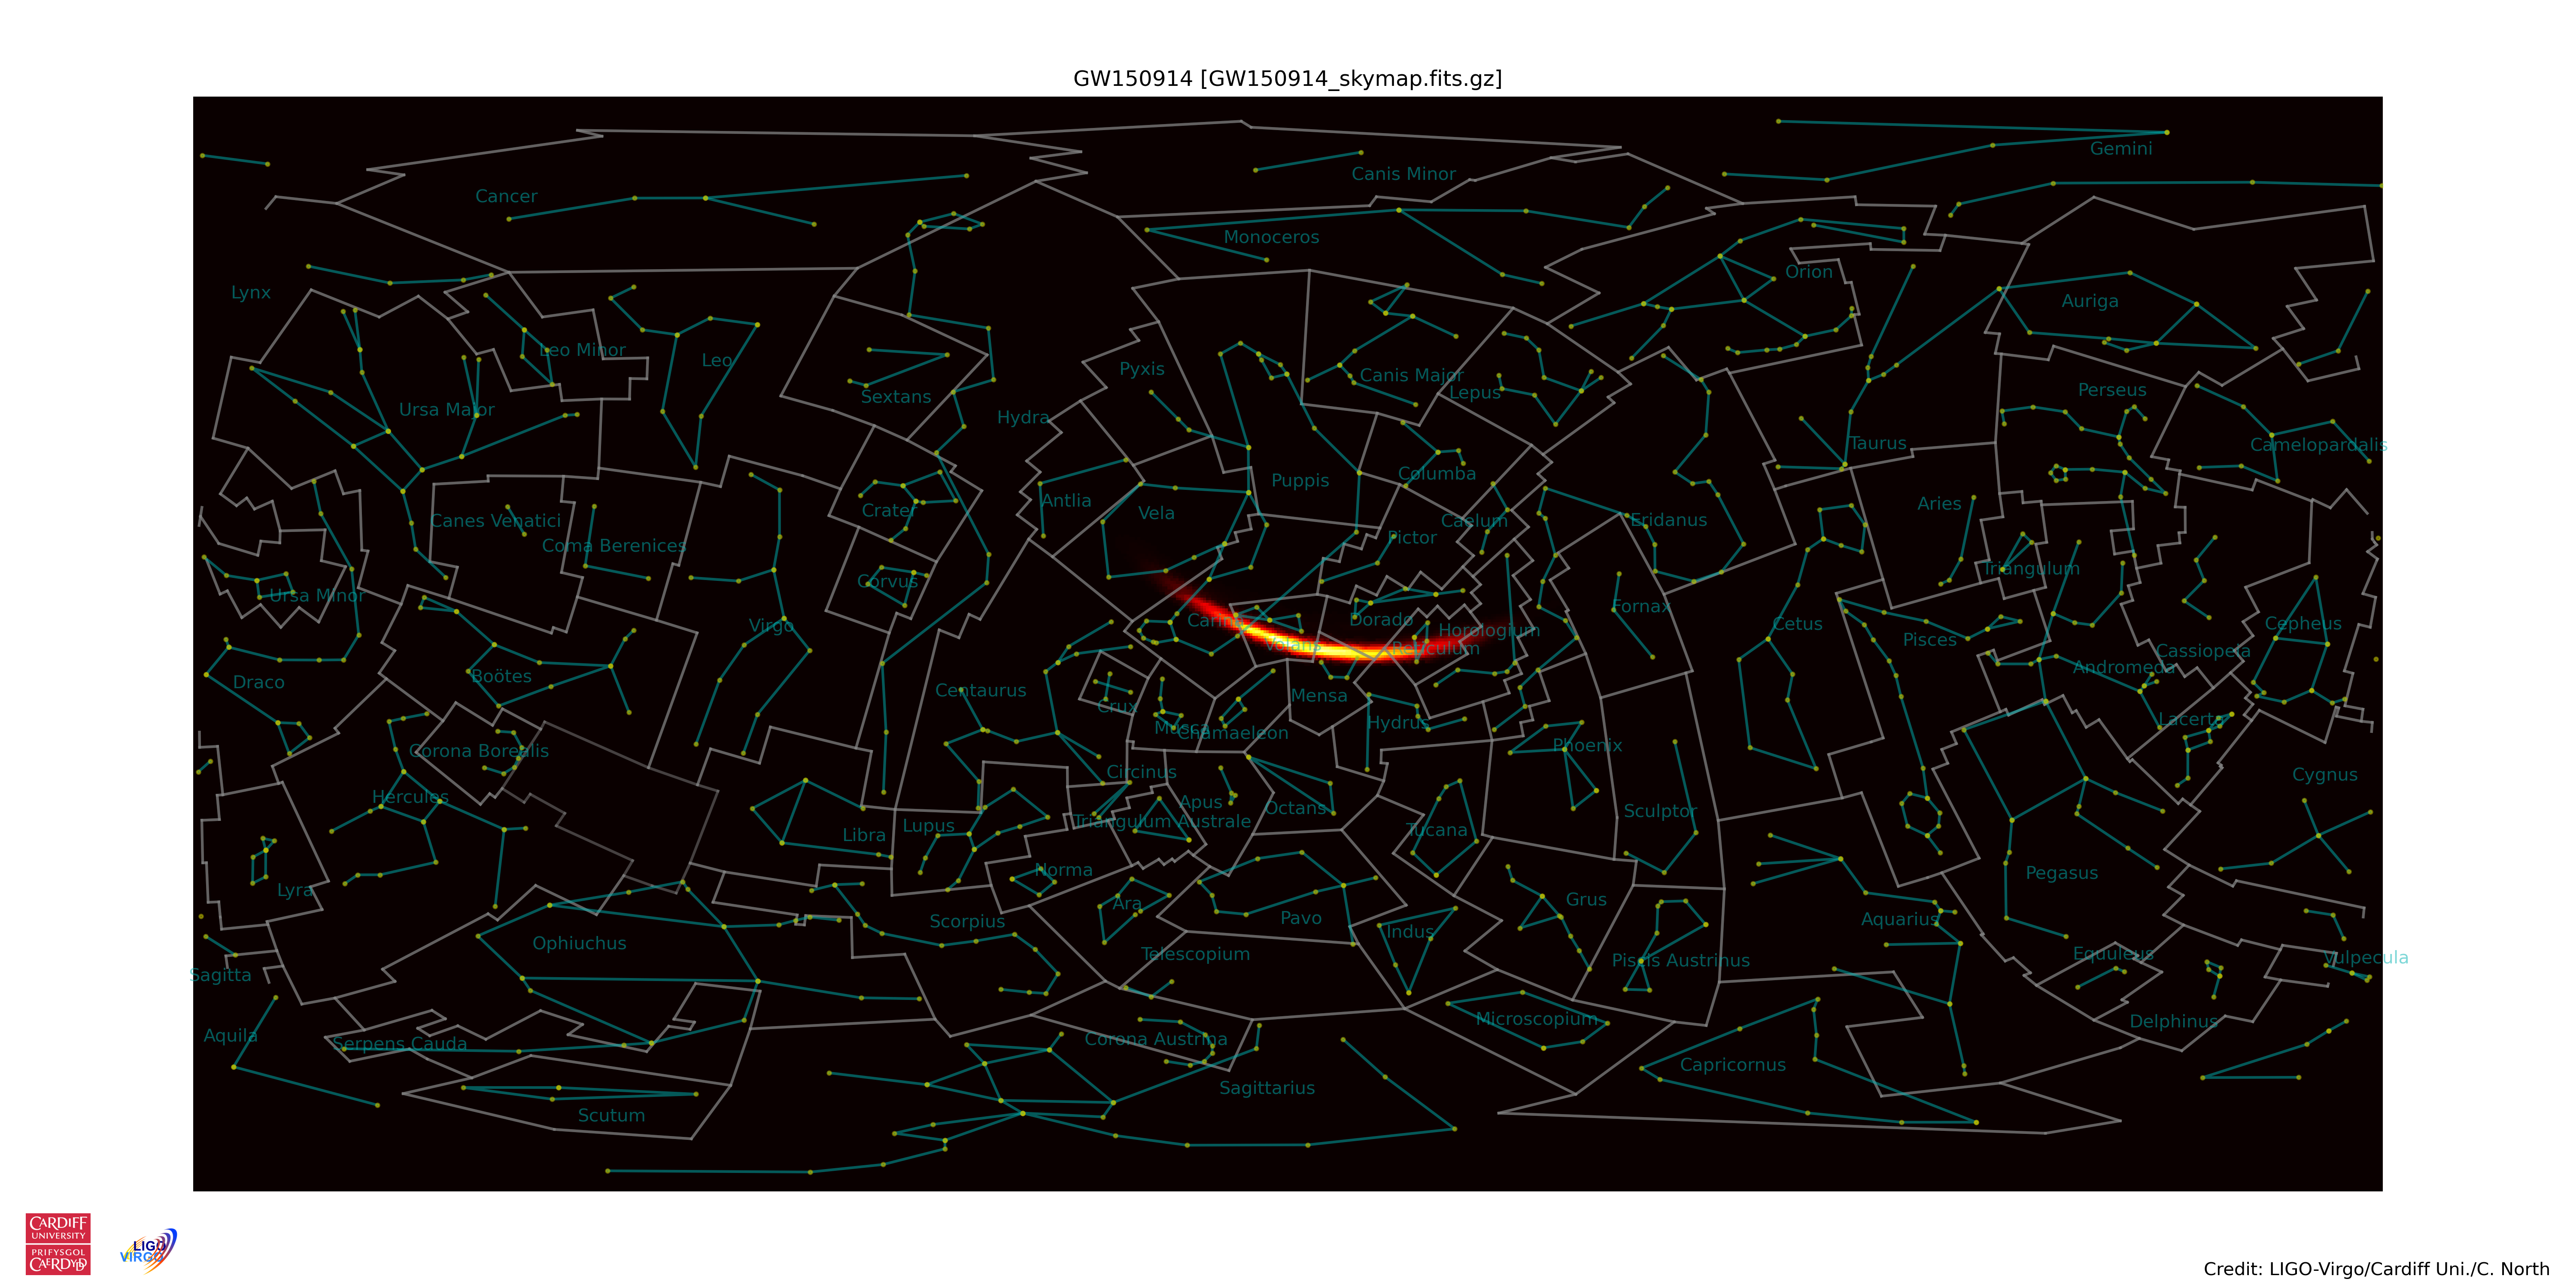 GW150914 [GW150914_skymap.fits.gz]
Gemini
Canis Minor
Cancer
Monoceros
Orion
Lynx
Auriga
Leo Minor
Leo
Pyxis
Canis Major
Lepus
Perseus
Sextans
Ursa Major
Hydra
Taurus
Camelopardalis
Puppis
Columba
Antlia
Aries
Crater
Vela
Canes Venatici
Caelum
Eridanus
Pictor
Coma Berenices
Triangulum
Corvus
Ursa Minor
Fornax
Carina
Dorado
Cetus
Cepheus
Virgo
Horologium
Pisces
Volans
Reticulum
Cassiopeia
Andromeda
Boötes
Draco
Centaurus
Mensa
Crux
Lacerta
Hydrus
Musca
Chamaeleon
Phoenix
Corona Borealis
Circinus
Cygnus
Hercules
Apus
Octans
Sculptor
Triangulum Australe
Lupus
Tucana
Libra
Norma
Pegasus
Lyra
Grus
Ara
Pavo
Aquarius
Scorpius
Indus
Ophiuchus
Telescopium
Equuleus
Vulpecula
Piscis Austrinus
Sagitta
Microscopium
Delphinus
Aquila
Corona Austrina
Serpens Cauda
Capricornus
Sagittarius
Scutum
CARDIFF
UNIVERSITY
PRIFYSGOL
CAERDYDD
LIGO
VIRGO
Credit: LIGO-Virgo/Cardiff Uni./C. North